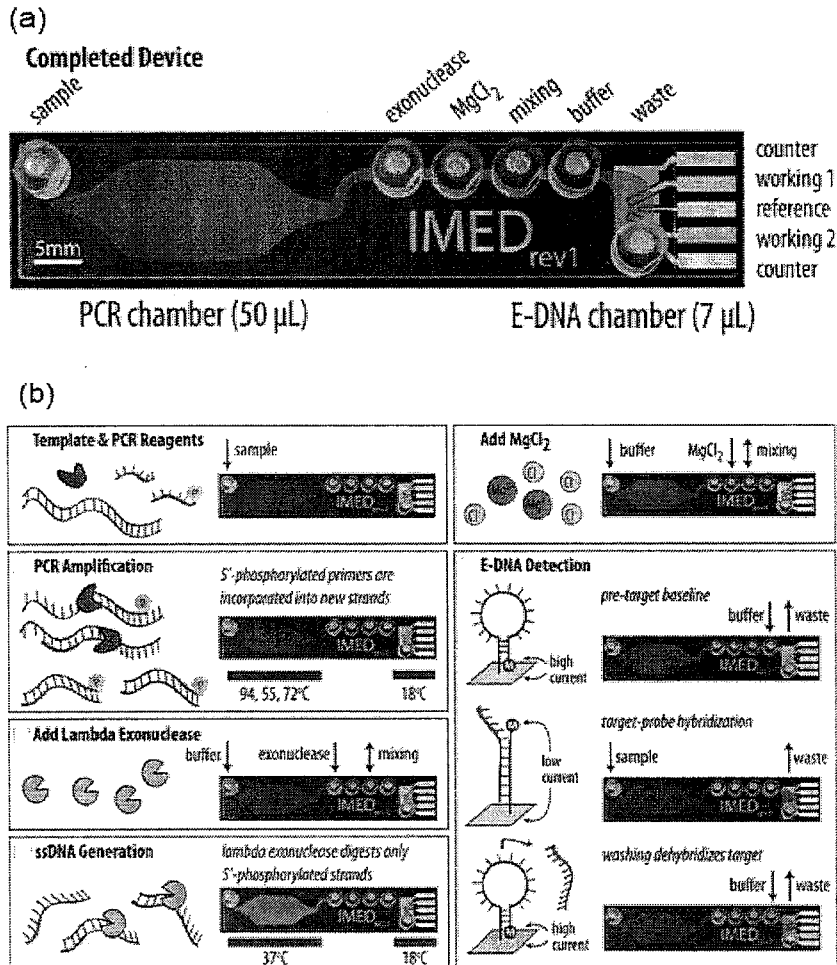 (a)
Completed Device
sample
exonuclease
MgCl2
mixing
buffer
waste
counter
working 1
reference
working 2
counter
5mm
IMED
rev1
PCR chamber (50 µL)
E-DNA chamber (7 µL)
(b)
Template & PCR Reagents
sample
IMED
PCR Amplification
5'-phosphorylated primers are
incorporated into new strands
IMED
94, 55, 72°C
18°C
Add Lambda Exonuclease
buffer
exonuclease
mixing
IMED
ssDNA Generation
lambda exonuclease digests only
5'-phosphorylated strands
IMED
37°C
18°C
Add MgCl2
buffer
MgCl2
mixing
Cl
Cl
Cl
Cl
IMED
E-DNA Detection
pre-target baseline
buffer
waste
high
current
IMED
target-probe hybridization
low
current
sample
waste
IMED
washing dehybridizes target
buffer
waste
high
current
IMED